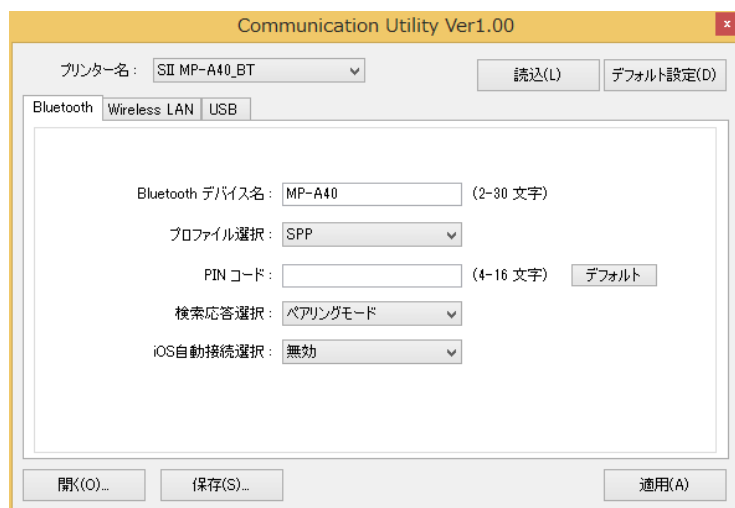 Communication Utility Ver1.00
x
プリンター名： SII MP-A40_BT 読込(L) デフォルト設定(D)
Bluetooth Wireless LAN USB
Bluetooth デバイス名： MP-A40 (2-30 文字)
プロファイル選択： SPP
PIN コード： (4-16 文字) デフォルト
検索応答選択： ペアリングモード
iOS自動接続選択： 無効
開く(O)... 保存(S)... 適用(A)